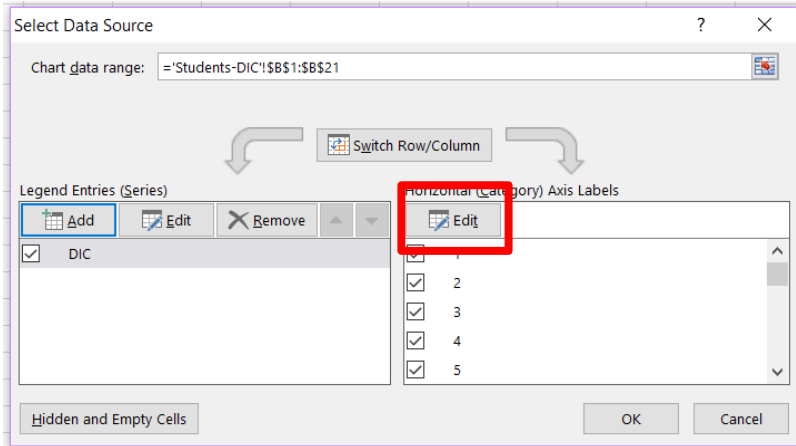 Select Data Source ? ×
Chart data range: ='Students-DIC'!$B$1:$B$21
Switch Row/Column
Legend Entries (Series)
Add Edit Remove
DIC
Horizontal (Category) Axis Labels
Edit
1
2
3
4
5
Hidden and Empty Cells
OK Cancel